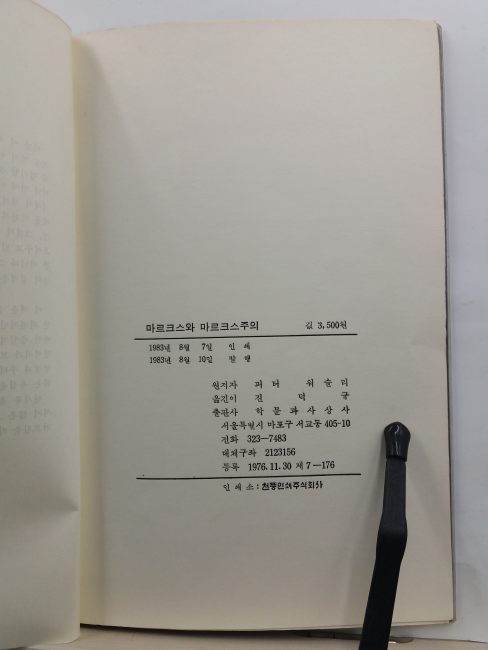 마르크스와 마르크스주의 값 3,500원
1983년 8월 7일 인쇄
1983년 8월 10일 발행
원저자 피터 워슬리
옮긴이 진덕규
출판사 학문과사상사
서울특별시 마포구 서교동 405-10
전화 323-7483
대체구좌 2123156
등록 1976.11.30 제7-176
인쇄소:천풍인쇄주식회사